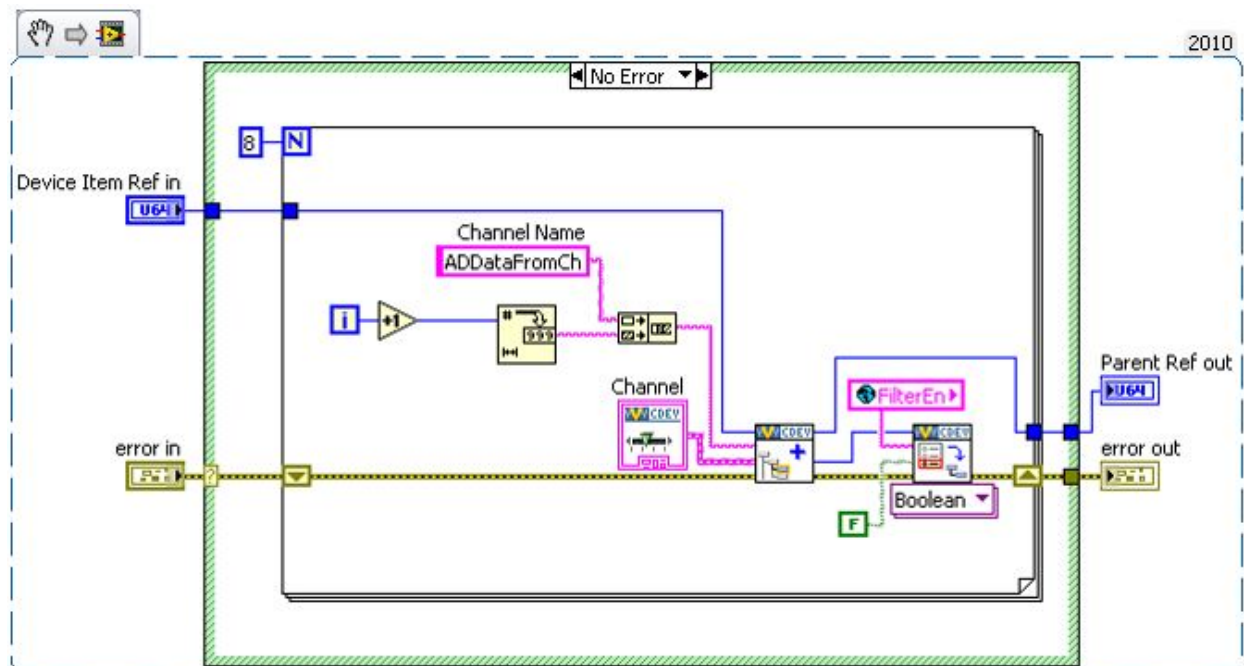 2010
No Error
8
N
Device Item Ref in
U64
Channel Name
ADDataFromCh
i
+1
#
999
Channel
CDEV
FilterEn
Parent Ref out
U64
CDEV
CDEV
error in
error out
?
Boolean
F